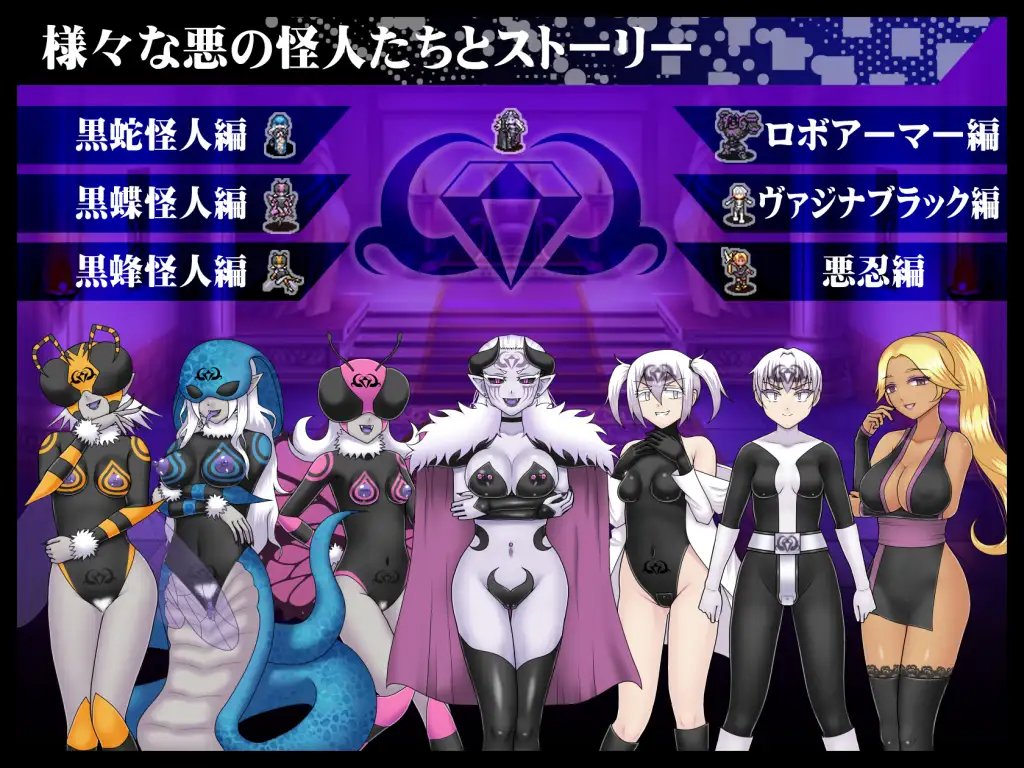 様々な悪の怪人たちとストーリー
黒蛇怪人編
黒蝶怪人編
黒蜂怪人編
ロボアーマー編
ヴァジナブラック編
悪忍編